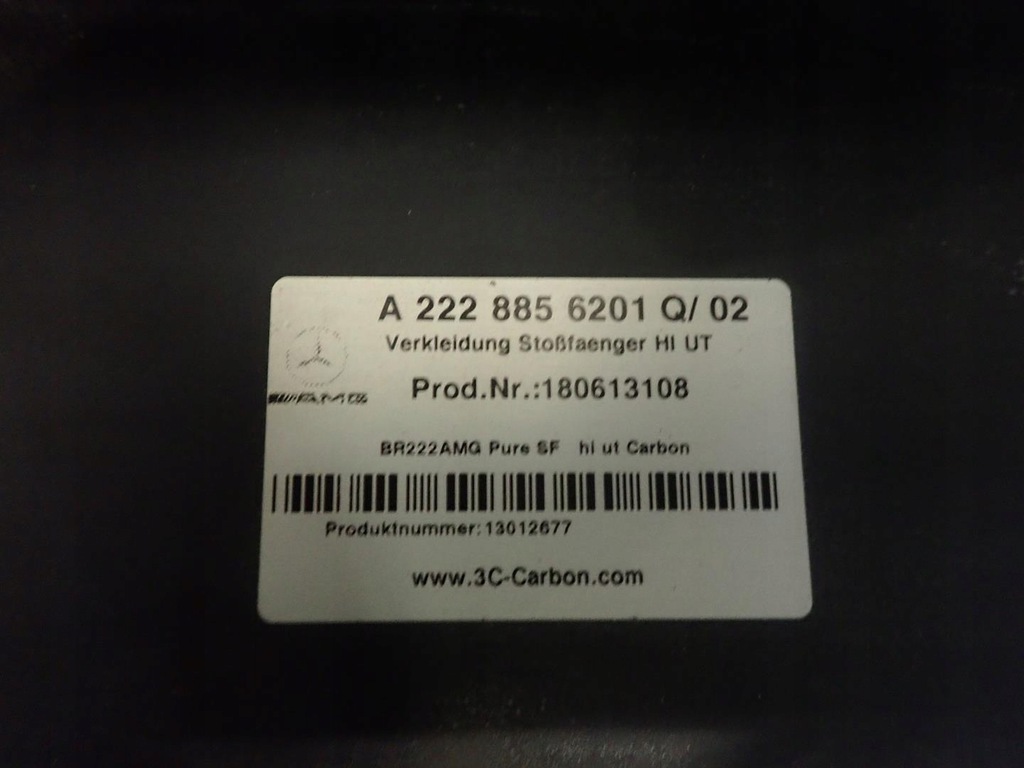 A 222 885 6201 Q/ 02
Verkleidung Stoßfaenger HI UT
AMG
Prod.Nr.:180613108
BR222AMG Pure SF hi ut Carbon
Produktnummer:13012677
www.3C-Carbon.com